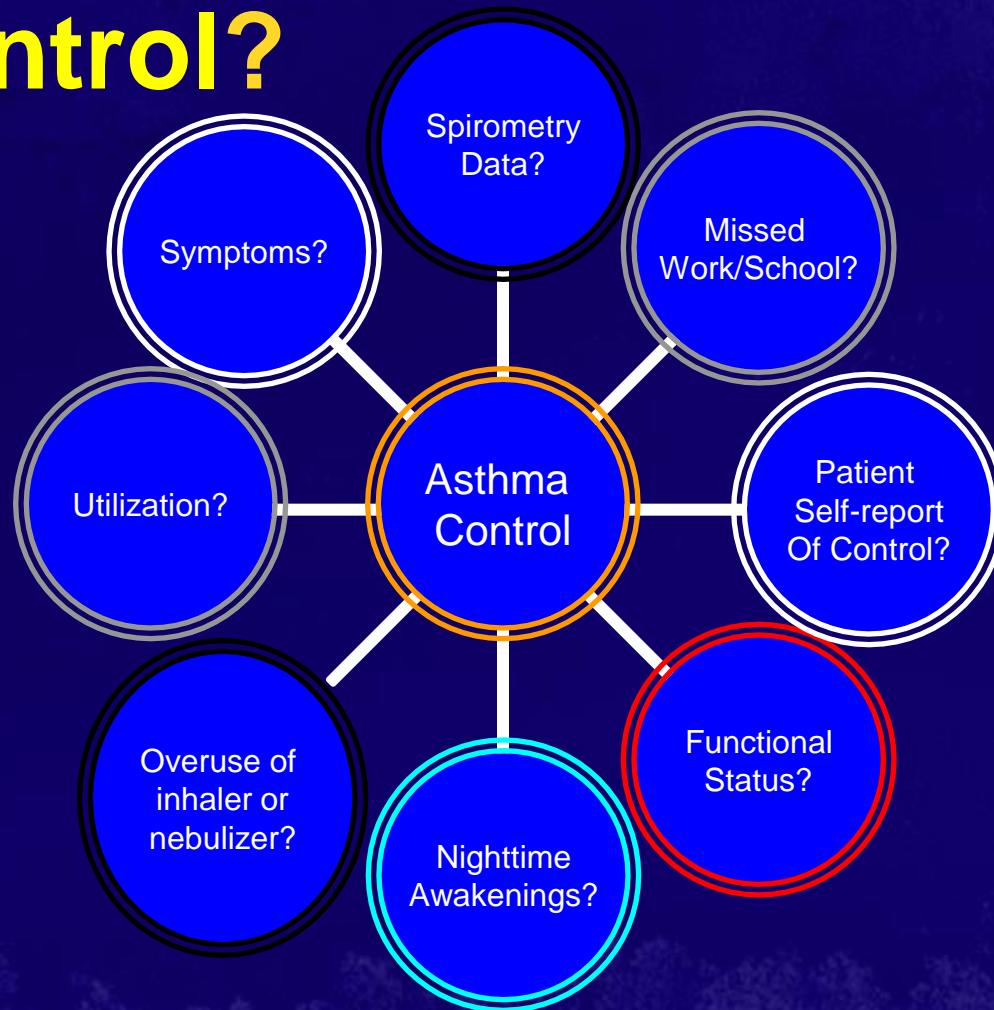 ntrol?
Spirometry
Data?
Missed
Work/School?
Symptoms?
Patient
Self-report
Of Control?
Utilization?
Asthma
Control
Functional
Status?
Overuse of
inhaler or
nebulizer?
Nighttime
Awakenings?